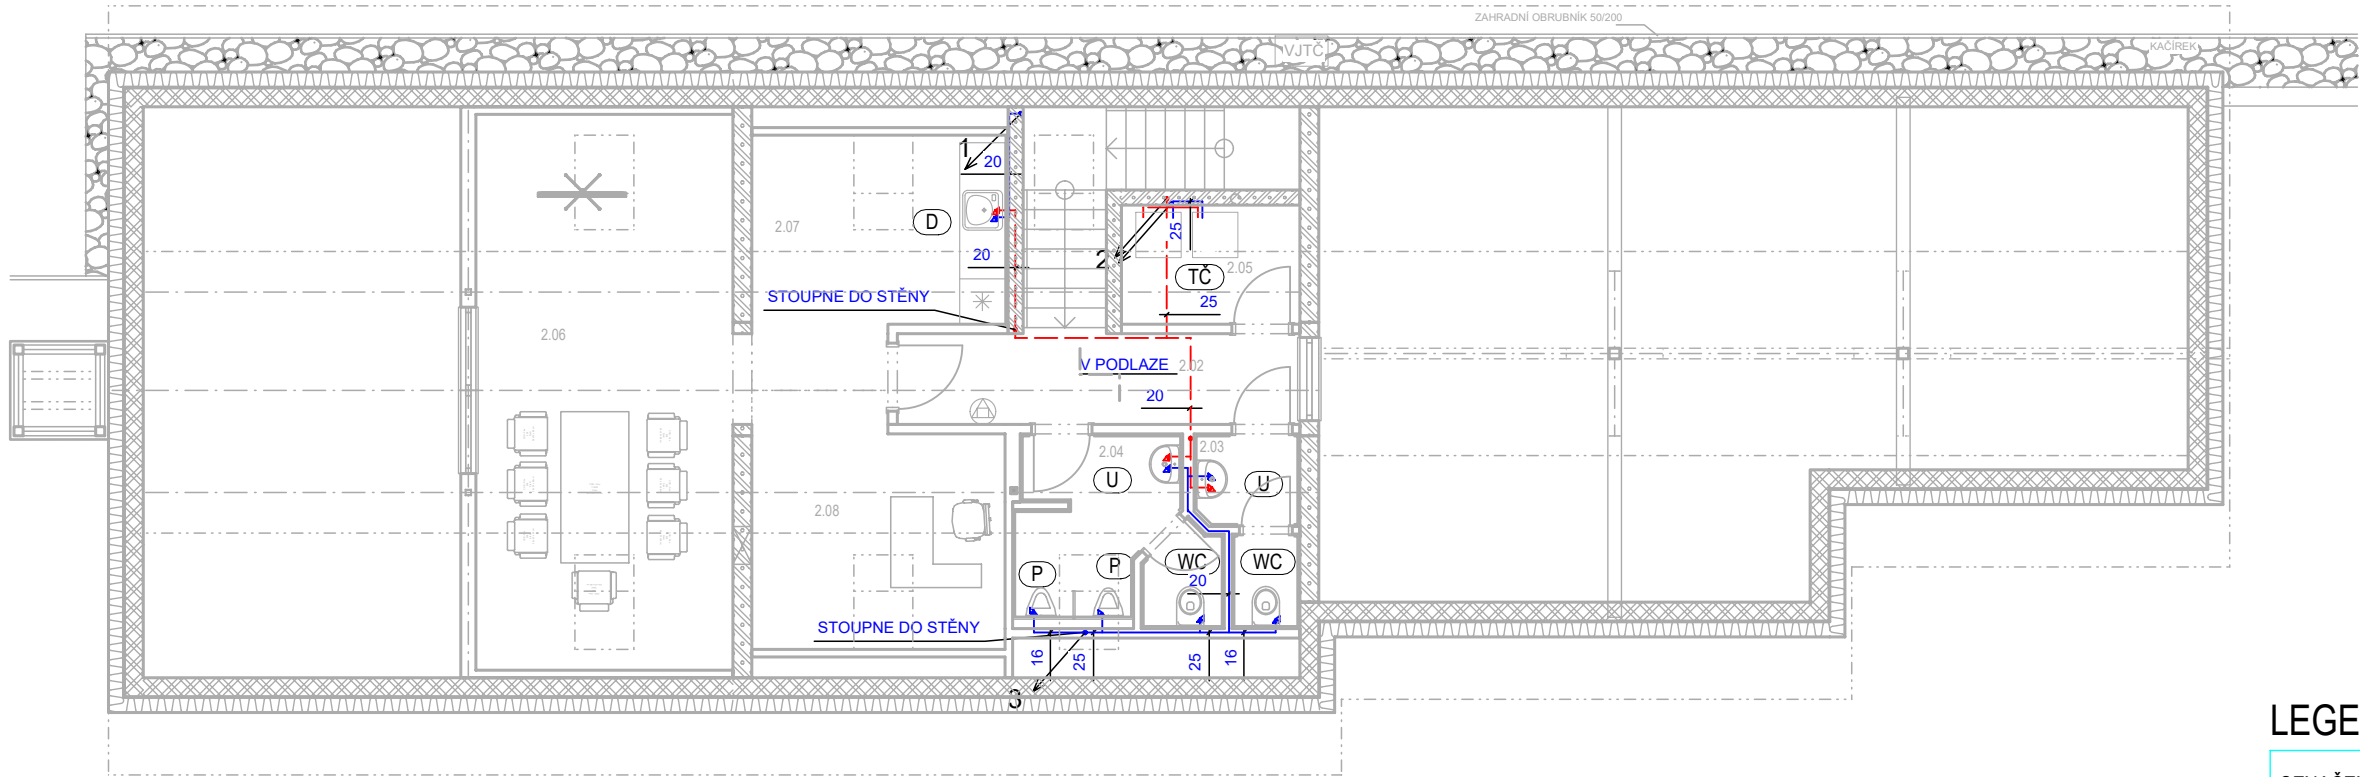 ZAHRADNÍ OBRUBNÍK 50/200
VJTČ
KAČÍREK
1
20
2.07
D
25
20
2
2.05
TČ
STOUPNE DO STĚNY
25
2.06
V PODLAZE
2.02
20
2.04
2.03
U
U
2.08
P
P
WC
WC
20
STOUPNE DO STĚNY
16
25
25
16
3
LEGE